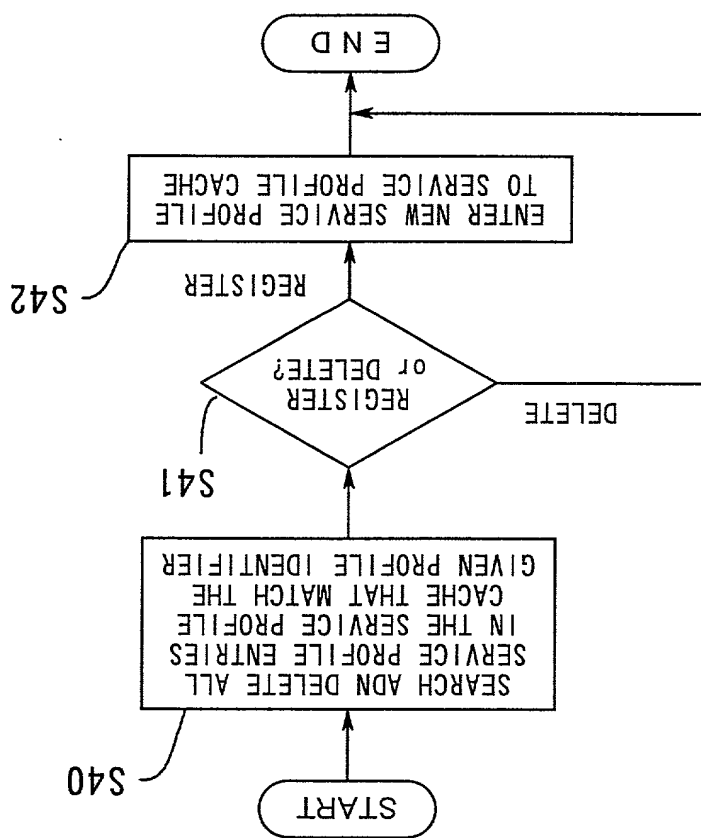 START
S40
SEARCH ADN DELETE ALL
SERVICE PROFILE ENTRIES
IN THE SERVICE PROFILE
CACHE THAT MATCH THE
GIVEN PROFILE IDENTIFIER
S41
REGISTER
or DELETE?
DELETE
REGISTER
S42
ENTER NEW SERVICE PROFILE
TO SERVICE PROFILE CACHE
END